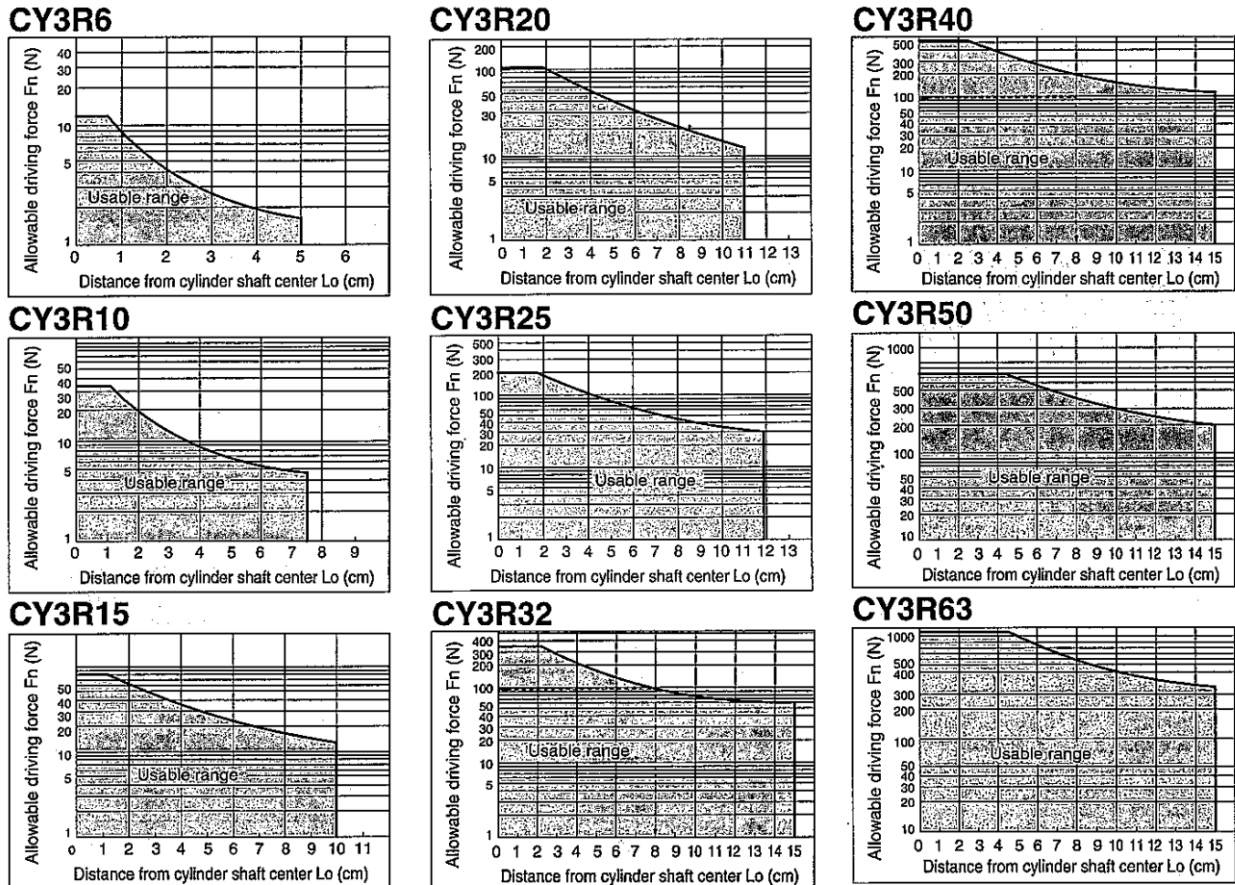 CY3R6
Allowable driving force Fn (N)
40
30
20
10
5
1
Usable range
0 1 2 3 4 5 6
Distance from cylinder shaft center Lo (cm)
CY3R20
Allowable driving force Fn (N)
200
100
50
30
10
5
1
Usable range
0 1 2 3 4 5 6 7 8 9 10 11 12 13
Distance from cylinder shaft center Lo (cm)
CY3R40
Allowable driving force Fn (N)
500
300
200
100
50
40
30
20
10
5
1
Usable range
0 1 2 3 4 5 6 7 8 9 10 11 12 13 14 15
Distance from cylinder shaft center Lo (cm)
CY3R10
Allowable driving force Fn (N)
50
40
30
20
10
5
1
Usable range
0 1 2 3 4 5 6 7 8 9
Distance from cylinder shaft center Lo (cm)
CY3R25
Allowable driving force Fn (N)
500
300
200
100
50
40
30
20
10
5
1
Usable range
0 1 2 3 4 5 6 7 8 9 10 11 12 13
Distance from cylinder shaft center Lo (cm)
CY3R50
Allowable driving force Fn (N)
1000
500
300
200
100
50
40
30
20
10
Usable range
0 1 2 3 4 5 6 7 8 9 10 11 12 13 14 15
Distance from cylinder shaft center Lo (cm)
CY3R15
Allowable driving force Fn (N)
50
40
30
20
10
5
1
Usable range
0 1 2 3 4 5 6 7 8 9 10 11
Distance from cylinder shaft center Lo (cm)
CY3R32
Allowable driving force Fn (N)
400
300
200
100
50
40
30
20
10
5
1
Usable range
0 1 2 3 4 5 6 7 8 9 10 11 12 13 14 15
Distance from cylinder shaft center Lo (cm)
CY3R63
Allowable driving force Fn (N)
1000
500
400
300
200
100
50
40
30
20
10
Usable range
0 1 2 3 4 5 6 7 8 9 10 11 12 13 14 15
Distance from cylinder shaft center Lo (cm)